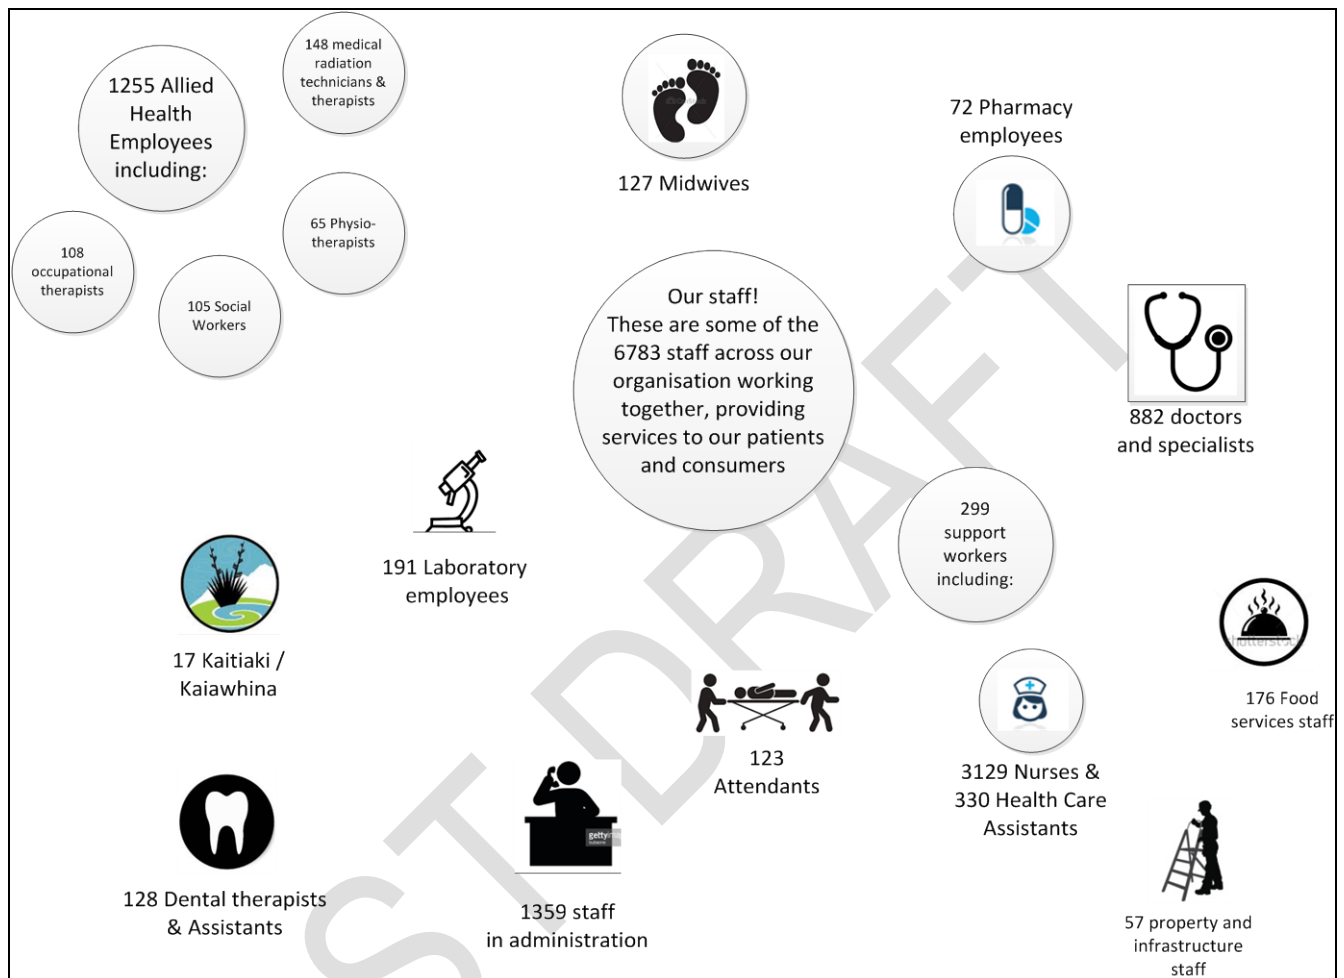 1255 Allied
Health
Employees
including:
148 medical
radiation
technicians &
therapists
65 Physio-
therapists
108
occupational
therapists
105 Social
Workers
127 Midwives
72 Pharmacy
employees
Our staff!
These are some of the
6783 staff across our
organisation working
together, providing
services to our patients
and consumers
882 doctors
and specialists
191 Laboratory
employees
299
support
workers
including:
17 Kaitiaki /
Kaiawhina
176 Food
services staff
shutterstock
123
Attendants
3129 Nurses &
330 Health Care
Assistants
128 Dental therapists
& Assistants
gettyima
1359 staff
in administration
57 property and
infrastructure
staff
ST DRAFT